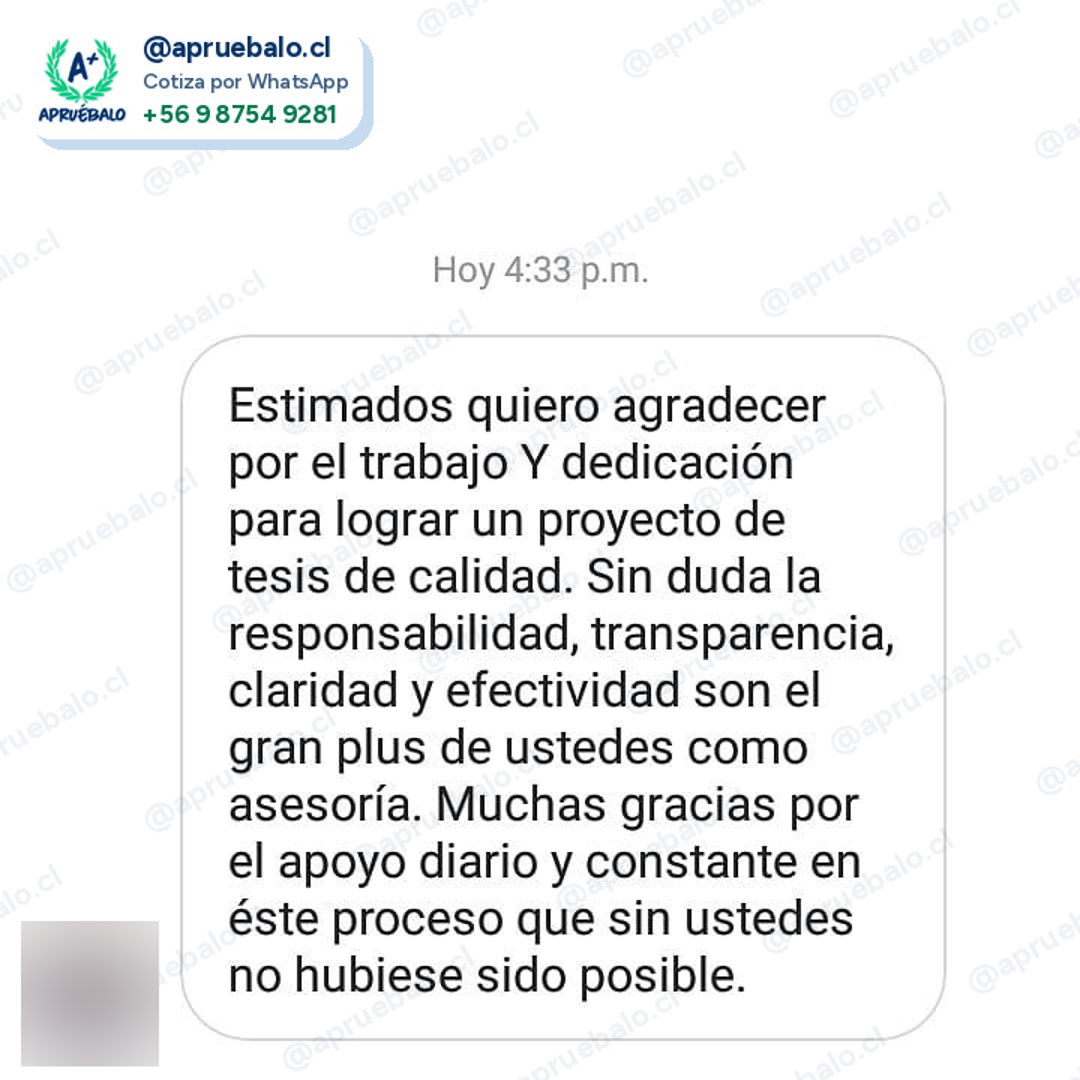 @apruebalo.cl
Cotiza por WhatsApp
APRUÉBALO
+56 9 8754 9281
A+
Hoy 4:33 p.m.
Estimados quiero agradecer
por el trabajo Y dedicación
para lograr un proyecto de
tesis de calidad. Sin duda la
responsabilidad, transparencia,
claridad y efectividad son el
gran plus de ustedes como
asesoría. Muchas gracias por
el apoyo diario y constante en
éste proceso que sin ustedes
no hubiese sido posible.